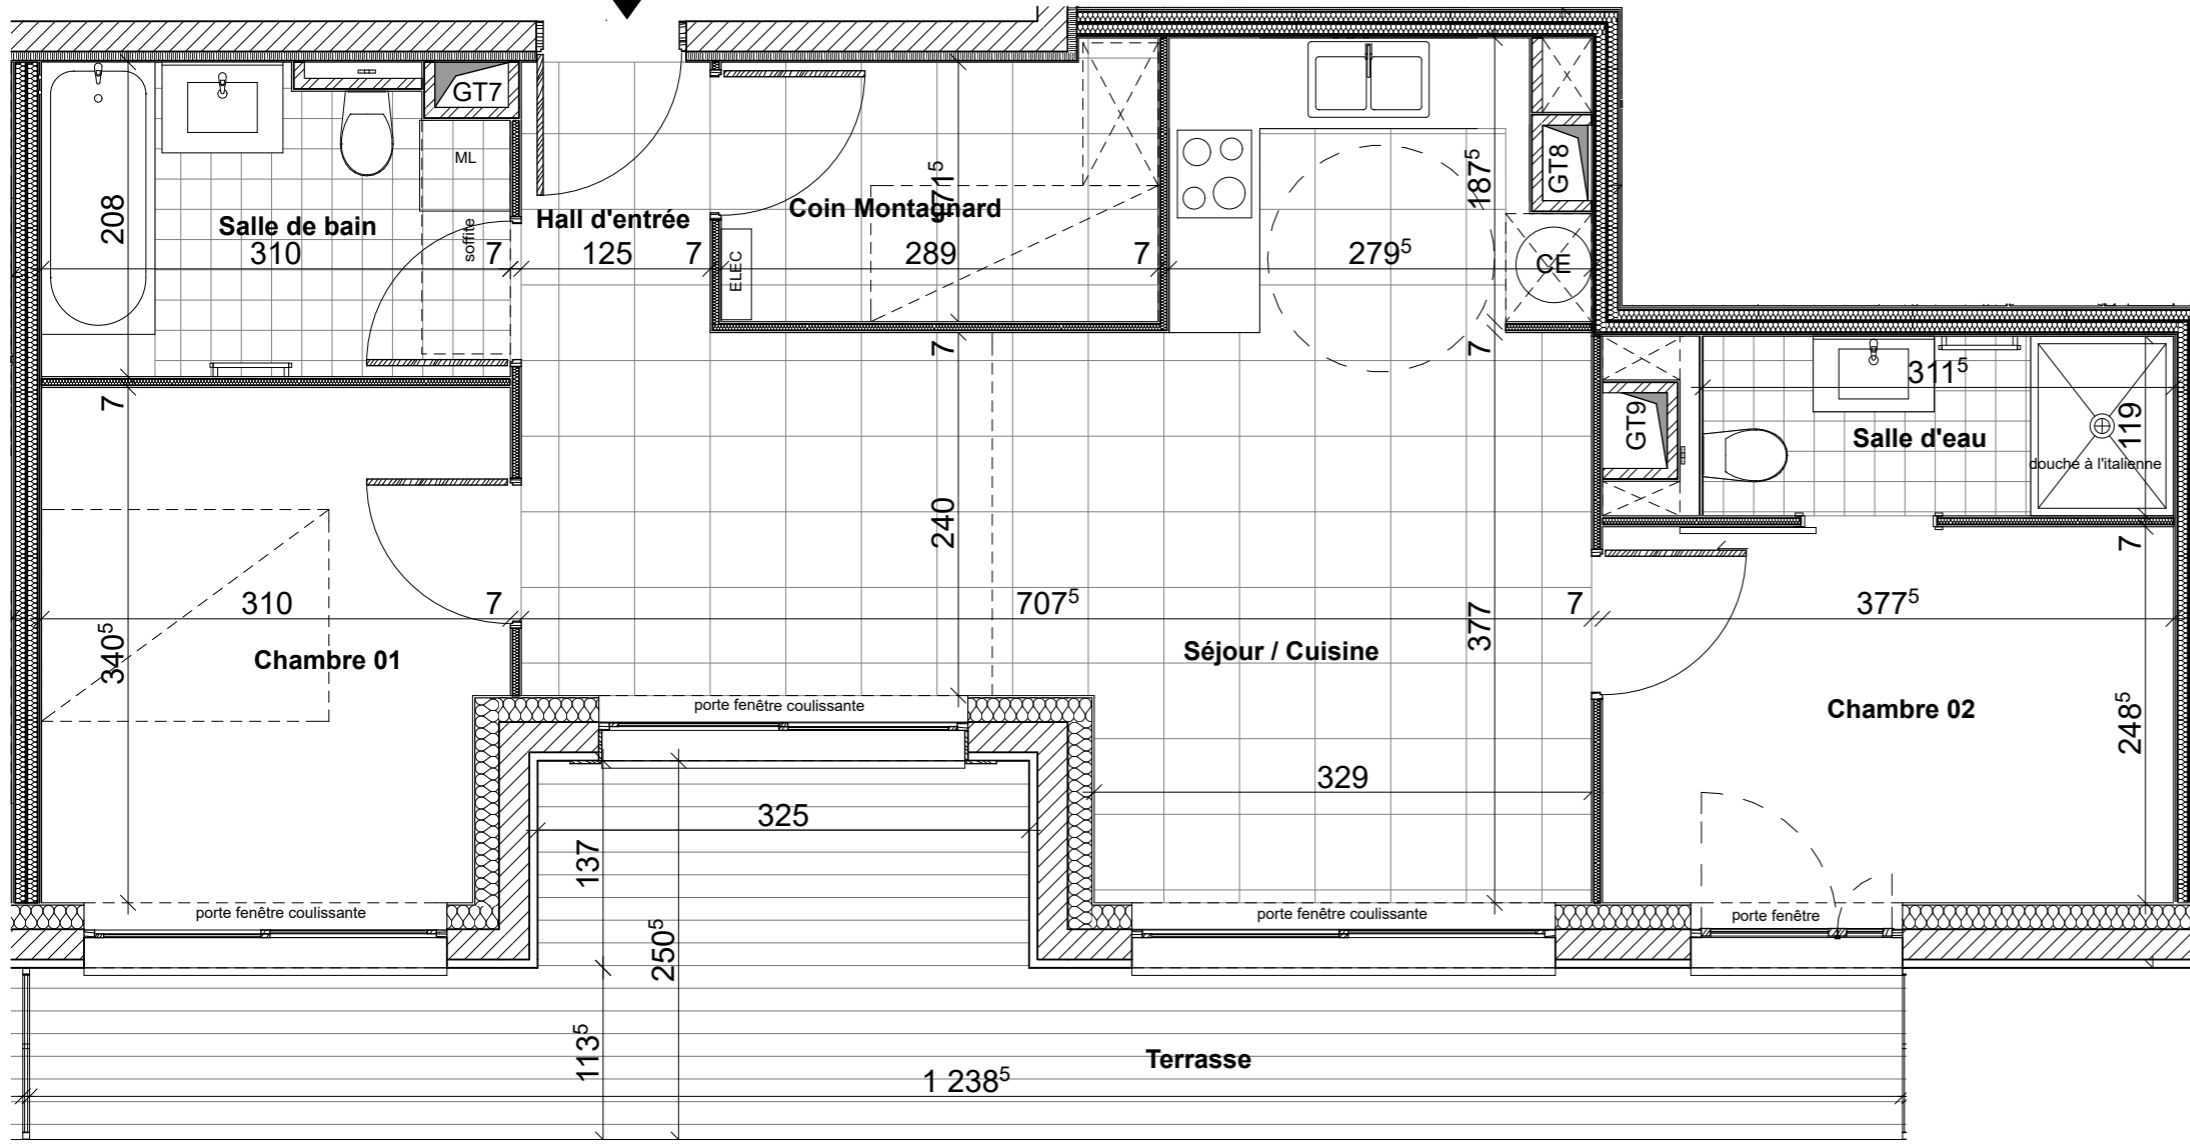 GT7
ML
208
Salle de bain
310
7
soffite
Hall d'entrée
125
7
ELEC
Coin Montagnard
171⁵
289
7
187⁵
279⁵
GT8
CE
7
7
7
311⁵
GT9
119
Salle d'eau
douche à l'italienne
240
7
310
7
707⁵
7
377⁵
340⁵
Chambre 01
377
Séjour / Cuisine
porte fenêtre coulissante
Chambre 02
248⁵
329
325
137
porte fenêtre coulissante
porte fenêtre coulissante
porte fenêtre
250⁵
113⁵
Terrasse
1 238⁵